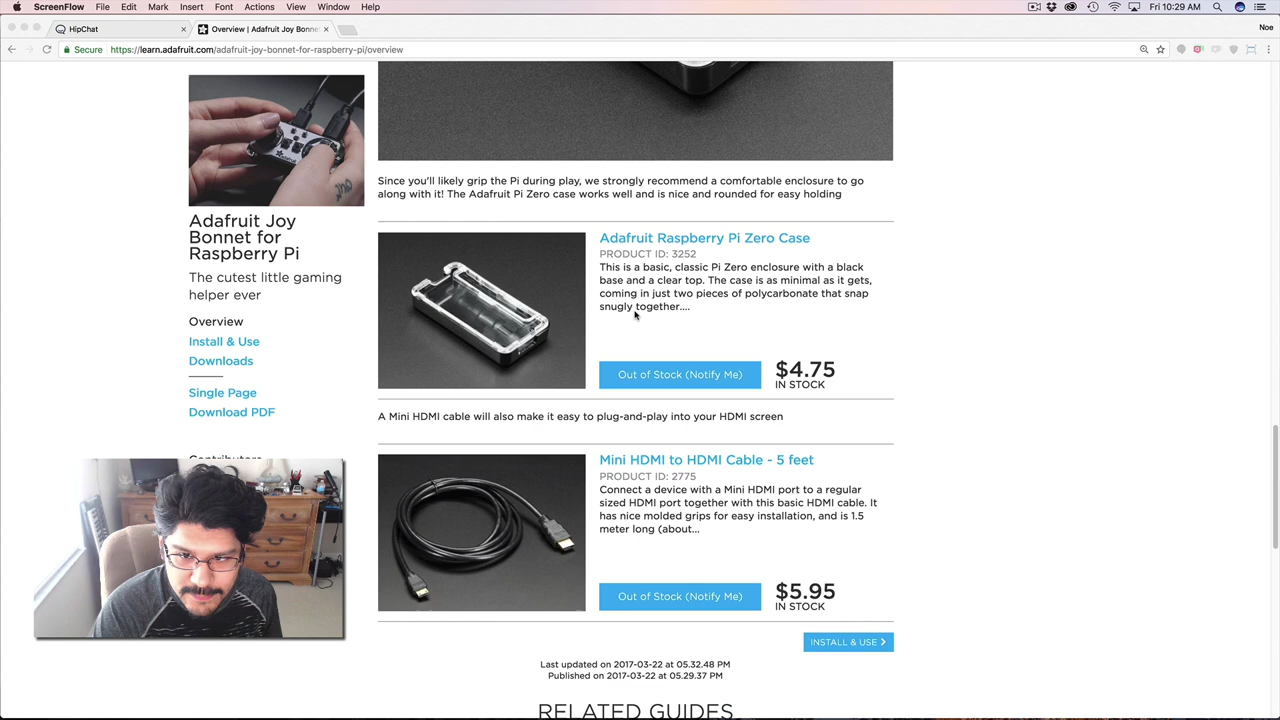 ScreenFlow File Edit Mark Insert Font Actions View Window Help Fri 10:29 AM
HipChat
Overview | Adafruit Joy Bonne
Noe
Secure https://learn.adafruit.com/adafruit-joy-bonnet-for-raspberry-pi/overview
Adafruit Joy
Bonnet for
Raspberry Pi
The cutest little gaming
helper ever
Overview
Install & Use
Downloads
Single Page
Download PDF
Contributors
Since you'll likely grip the Pi during play, we strongly recommend a comfortable enclosure to go
along with it! The Adafruit Pi Zero case works well and is nice and rounded for easy holding
Adafruit Raspberry Pi Zero Case
PRODUCT ID: 3252
This is a basic, classic Pi Zero enclosure with a black
base and a clear top. The case is as minimal as it gets,
coming in just two pieces of polycarbonate that snap
snugly together....
Out of Stock (Notify Me)
$4.75
IN STOCK
A Mini HDMI cable will also make it easy to plug-and-play into your HDMI screen
Mini HDMI to HDMI Cable - 5 feet
PRODUCT ID: 2775
Connect a device with a Mini HDMI port to a regular
sized HDMI port together with this basic HDMI cable. It
has nice molded grips for easy installation, and is 1.5
meter long (about...
Out of Stock (Notify Me)
$5.95
IN STOCK
INSTALL & USE
Last updated on 2017-03-22 at 05.32.48 PM
Published on 2017-03-22 at 05.29.37 PM
RELATED GUIDES